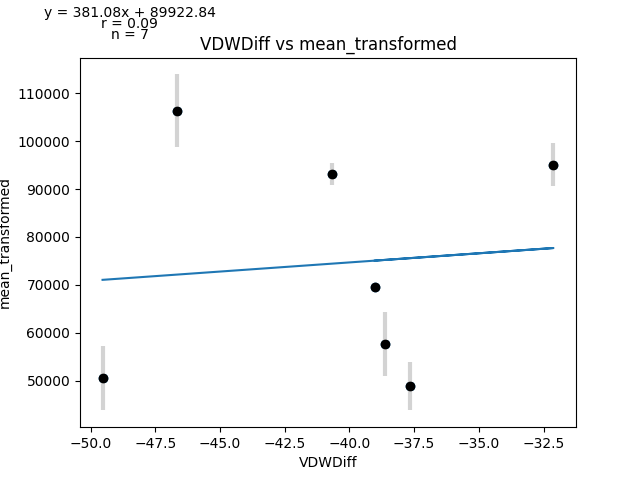 y = 381.08x + 89922.84
r = 0.09
n = 7
VDWDiff vs mean_transformed
mean_transformed
110000
100000
90000
80000
70000
60000
50000
−50.0 −47.5 −45.0 −42.5 −40.0 −37.5 −35.0 −32.5
VDWDiff